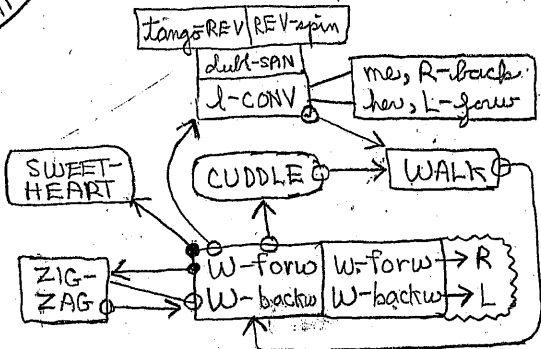 tango-REV REV-spin
dubl-SAN
l-CONV
me, R-back
her, L-forw
SWEET-
HEART
CUDDLE
WALK
ZIG-
ZAG
W-forw W-forw R
W-backw W-backw L